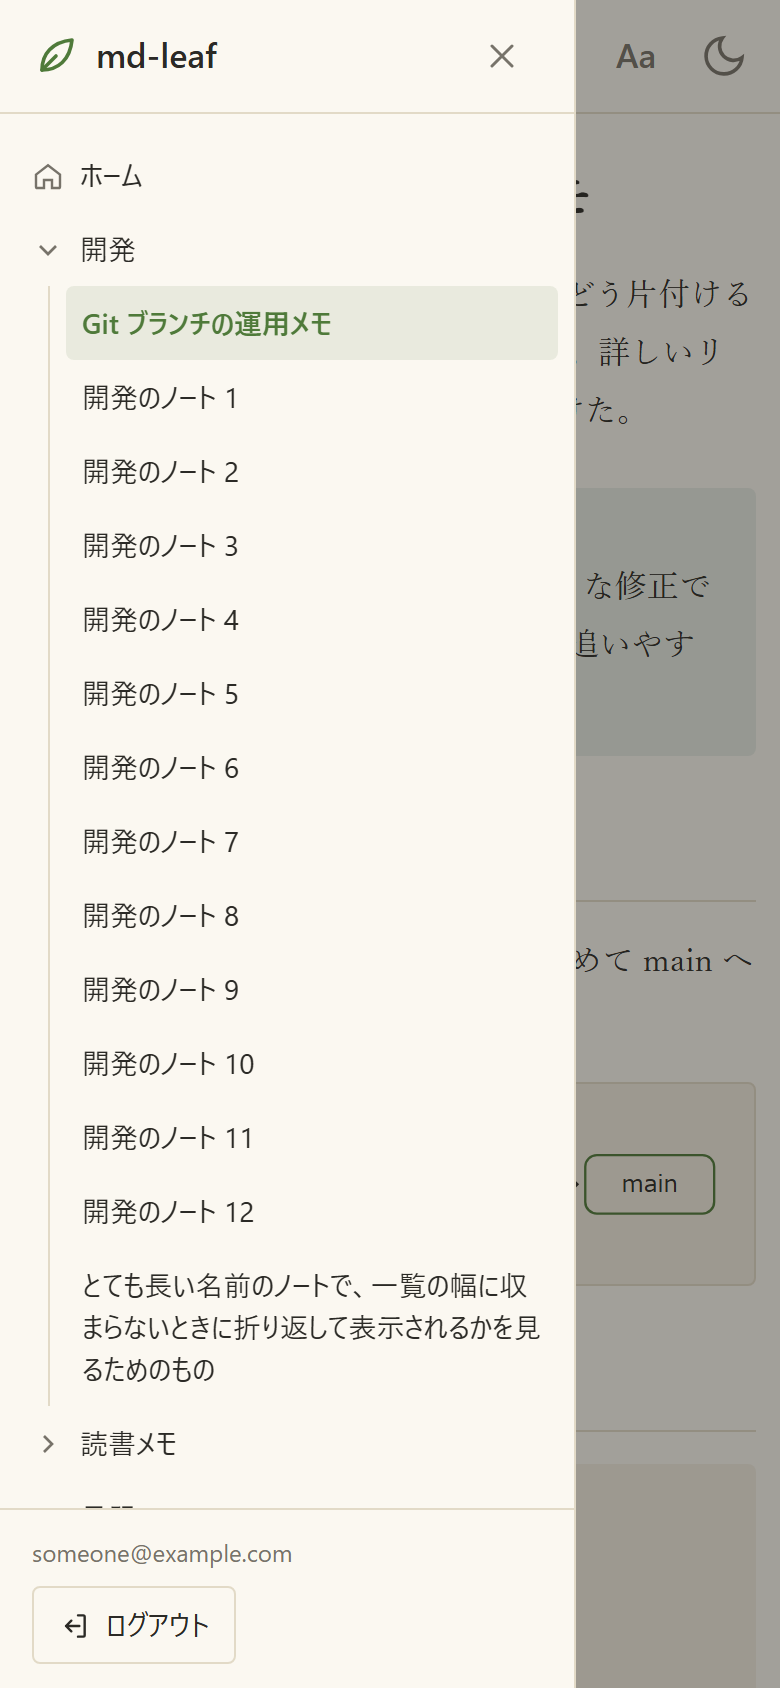 md-leaf
Aa
ホーム
開発
Git ブランチの運用メモ
開発のノート 1
開発のノート 2
開発のノート 3
開発のノート 4
開発のノート 5
開発のノート 6
開発のノート 7
開発のノート 8
開発のノート 9
開発のノート 10
開発のノート 11
開発のノート 12
とても長い名前のノートで、一覧の幅に収
まらないときに折り返して表示されるかを見
るためのもの
読書メモ
someone@example.com
ログアウト
どう片付ける
詳しいリ
た。
な修正で
追いやす
めて main へ
main